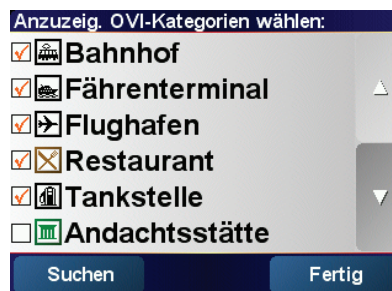 Anzuzeig. OVI-Kategorien wählen:
Bahnhof
Fährenterminal
Flughafen
Restaurant
Tankstelle
Andachtsstätte
Suchen Fertig